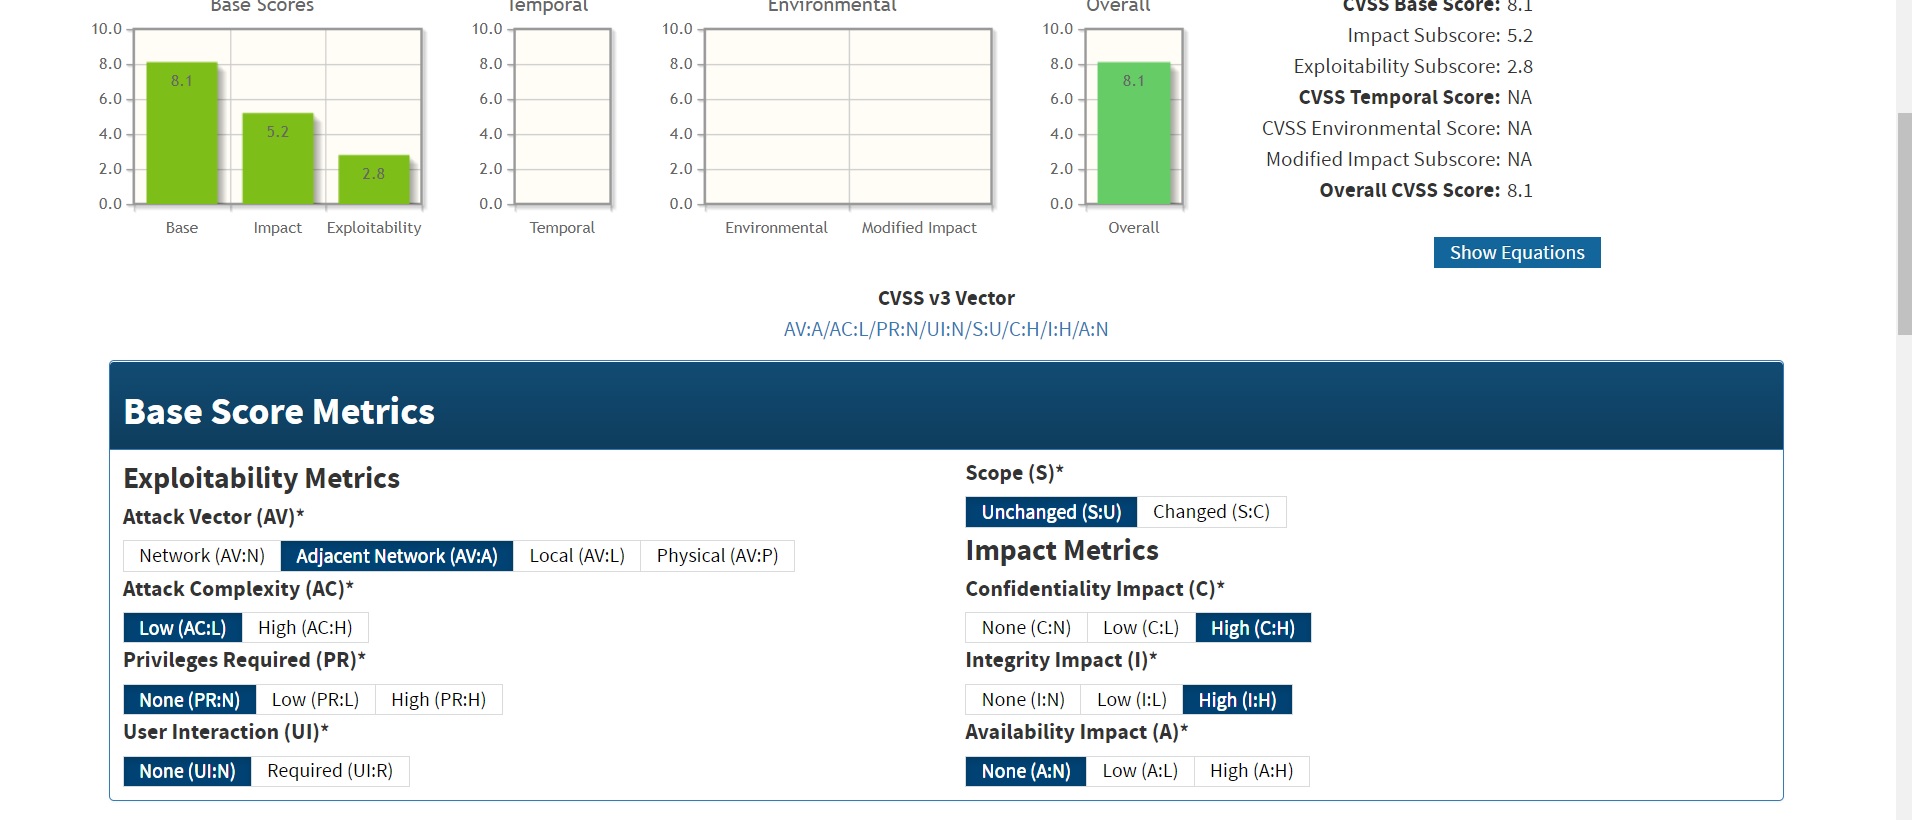 Base Scores
Temporal
Environmental
Overall
10.0
8.0
6.0
4.0
2.0
0.0
8.1
5.2
2.8
Base
Impact
Exploitability
10.0
8.0
6.0
4.0
2.0
0.0
Temporal
10.0
8.0
6.0
4.0
2.0
0.0
Environmental
Modified Impact
10.0
8.0
6.0
4.0
2.0
0.0
8.1
Overall
CVSS Base Score: 8.1
Impact Subscore: 5.2
Exploitability Subscore: 2.8
CVSS Temporal Score: NA
CVSS Environmental Score: NA
Modified Impact Subscore: NA
Overall CVSS Score: 8.1
Show Equations
CVSS v3 Vector
AV:A/AC:L/PR:N/UI:N/S:U/C:H/I:H/A:N
Base Score Metrics
Exploitability Metrics
Attack Vector (AV)*
Network (AV:N) Adjacent Network (AV:A) Local (AV:L) Physical (AV:P)
Attack Complexity (AC)*
Low (AC:L) High (AC:H)
Privileges Required (PR)*
None (PR:N) Low (PR:L) High (PR:H)
User Interaction (UI)*
None (UI:N) Required (UI:R)
Scope (S)*
Unchanged (S:U) Changed (S:C)
Impact Metrics
Confidentiality Impact (C)*
None (C:N) Low (C:L) High (C:H)
Integrity Impact (I)*
None (I:N) Low (I:L) High (I:H)
Availability Impact (A)*
None (A:N) Low (A:L) High (A:H)